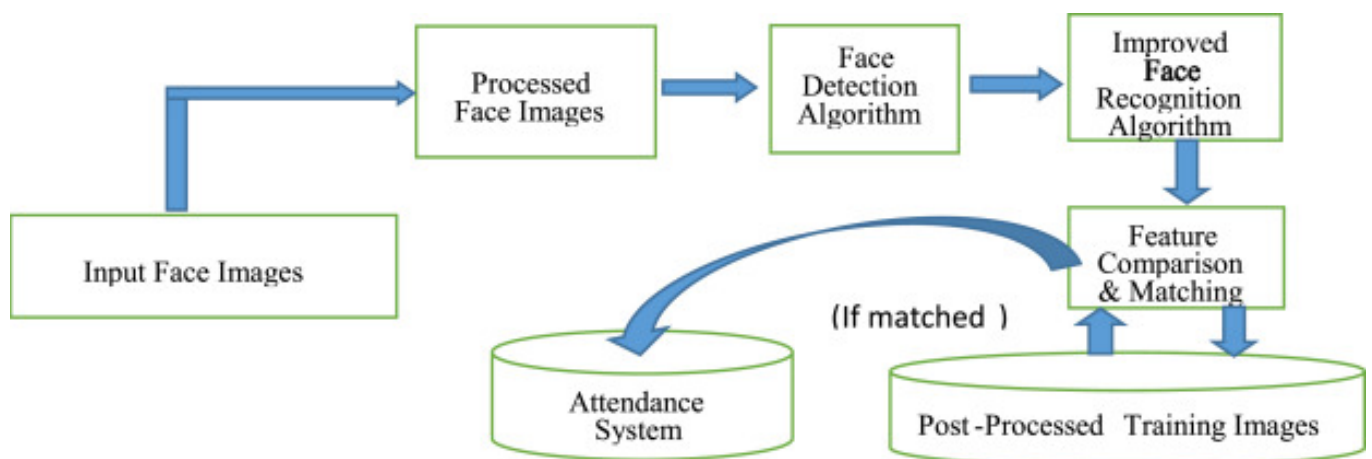 Processed
Face Images
Face
Detection
Algorithm
Improved
Face
Recognition
Algorithm
Input Face Images
Feature
Comparison
& Matching
(If matched )
Attendance
System
Post -Processed Training Images